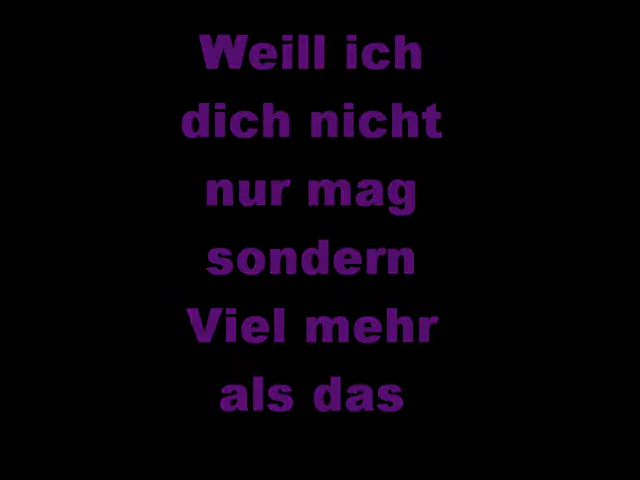 Weill ich
dich nicht
nur mag
sondern
Viel mehr
als das